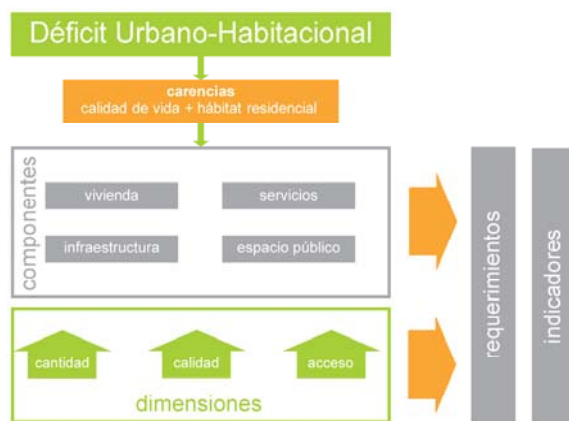 Déficit Urbano-Habitacional
carencias
calidad de vida + hábitat residencial
componentes
vivienda
servicios
infraestructura
espacio público
cantidad
calidad
acceso
dimensiones
requerimientos
indicadores